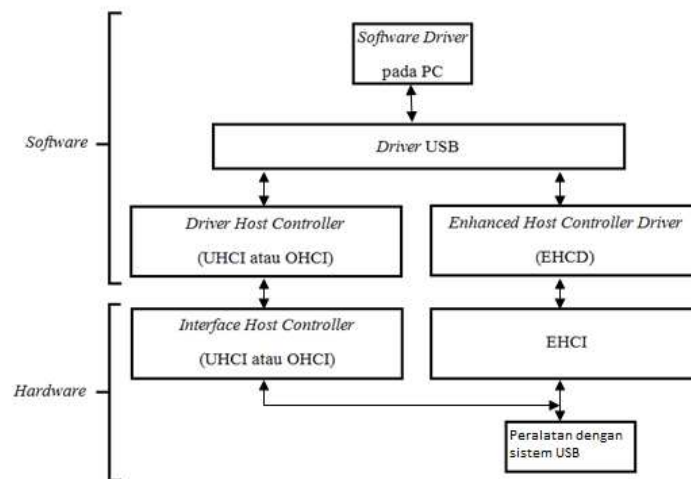 Software Driver
pada PC
Software
Driver USB
Driver Host Controller
(UHCI atau OHCI)
Enhanced Host Controller Driver
(EHCD)
Interface Host Controller
(UHCI atau OHCI)
EHCI
Hardware
Peralatan dengan
sistem USB